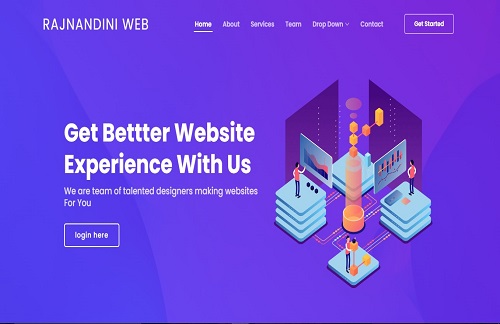 RAJNANDINI WEB
Home About Services Team Drop Down Contact Get Started
Get Bettter Website
Experience With Us
We are team of talented designers making websites
For You
login here